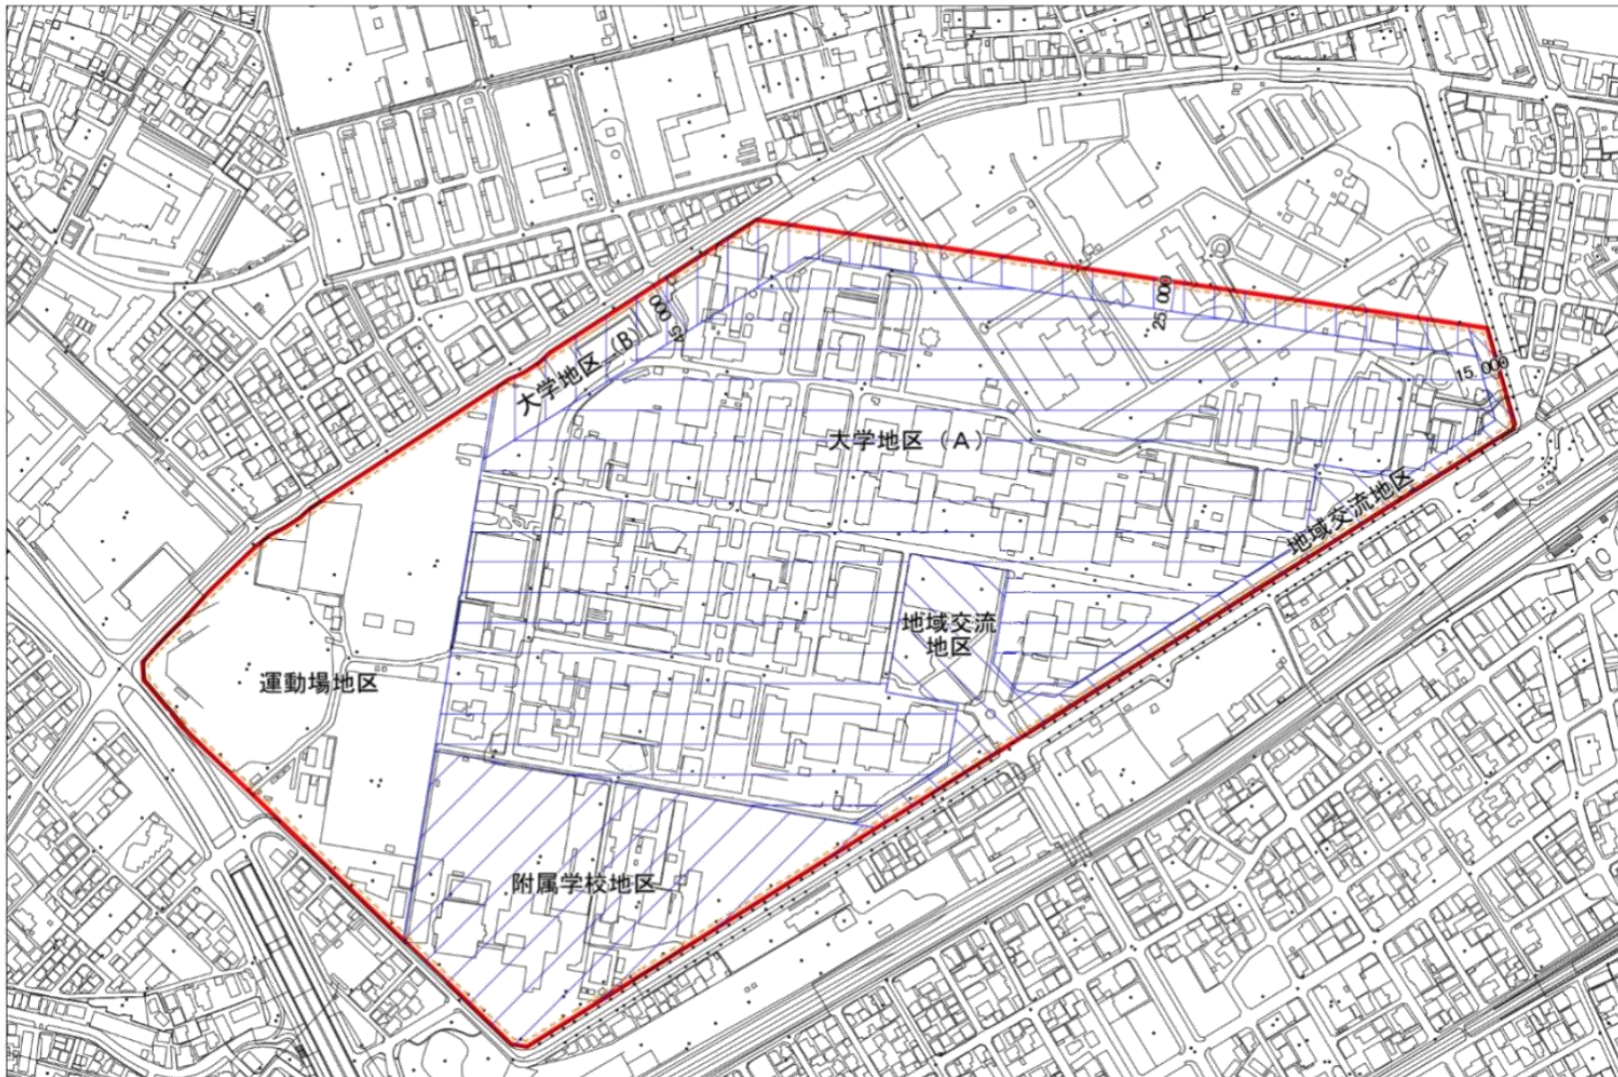 大学地区（B）
45.000
25.000
15.000
大学地区（A）
地域交流地区
地域交流
地区
運動場地区
附属学校地区